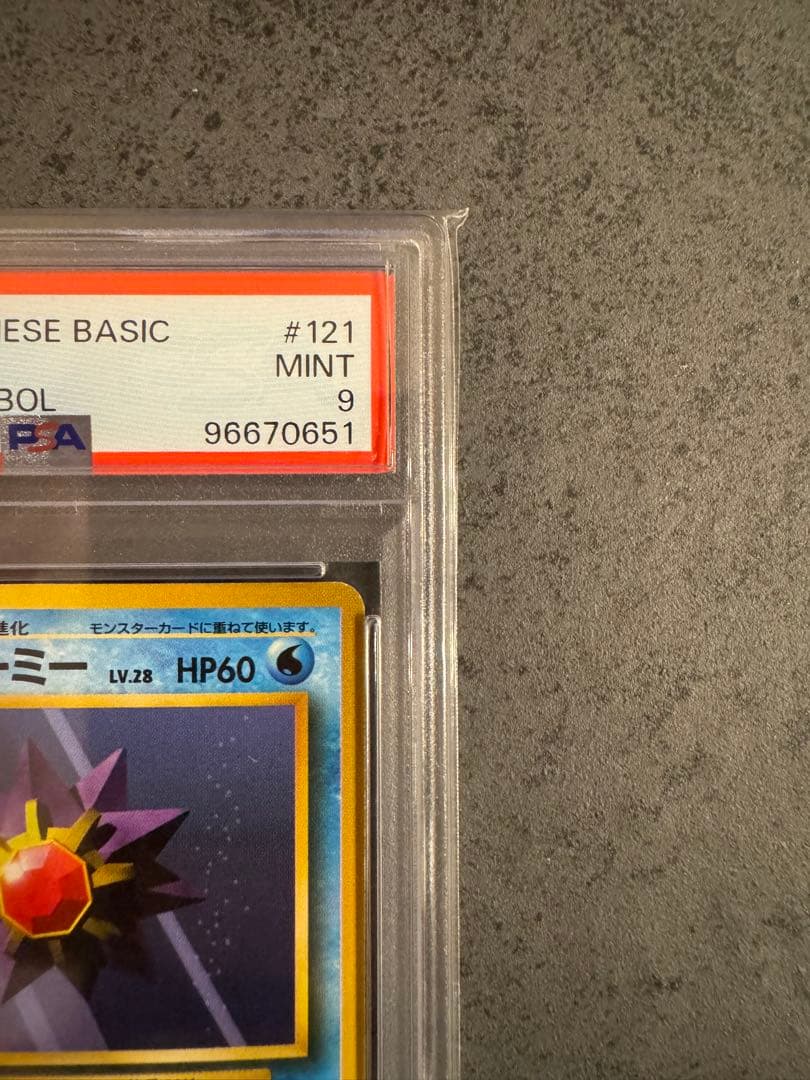 ESE BASIC #121
MINT
BOL 9
PSA 96670651
進化 モンスターカードに重ねて使います。
ーミー LV.28 HP60